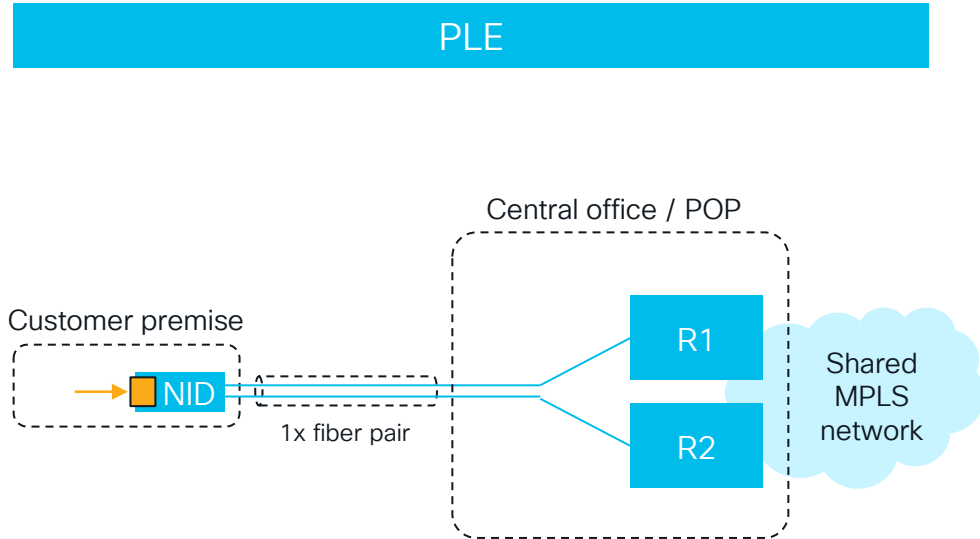 PLE
Central office / POP
Customer premise
R1
Shared
MPLS
network
NID
1x fiber pair
R2